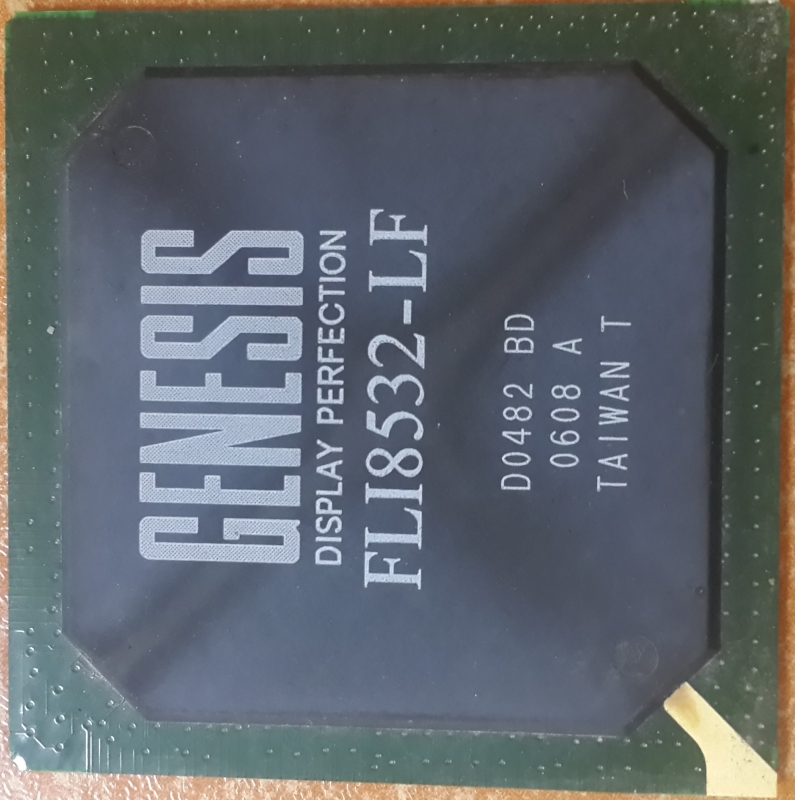 GENESIS
DISPLAY PERFECTION
FLI8532-LF
D0482 BD
0608 A
TAIWAN T